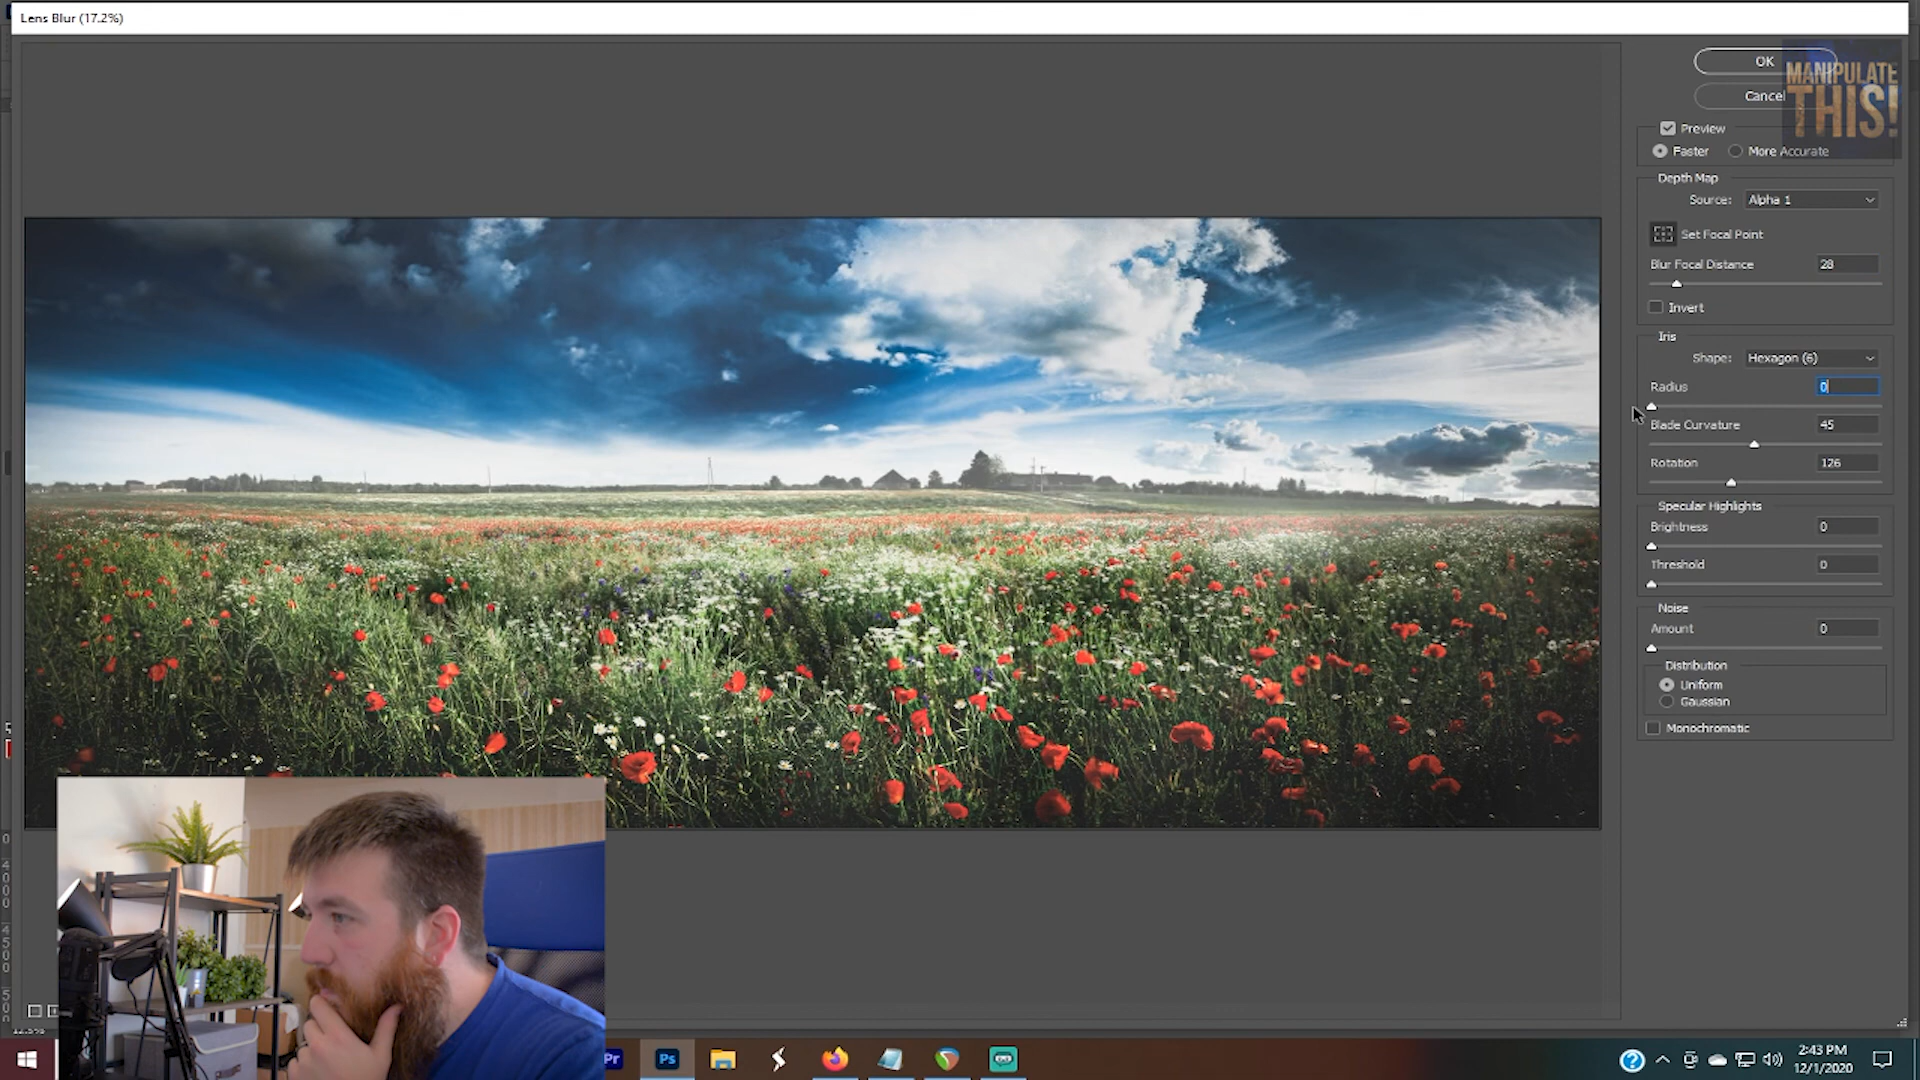 Lens Blur (17.2%)
OK
Cancel
MANIPULATE
THIS!
Preview
Faster
More Accurate
Depth Map
Source: Alpha 1
Set Focal Point
Blur Focal Distance 28
Invert
Iris
Shape: Hexagon (6)
Radius 0
Blade Curvature 45
Rotation 126
Specular Highlights
Brightness 0
Threshold 0
Noise
Amount 0
Distribution
Uniform
Gaussian
Monochromatic
Pr
Ps
2:43 PM
12/1/2020